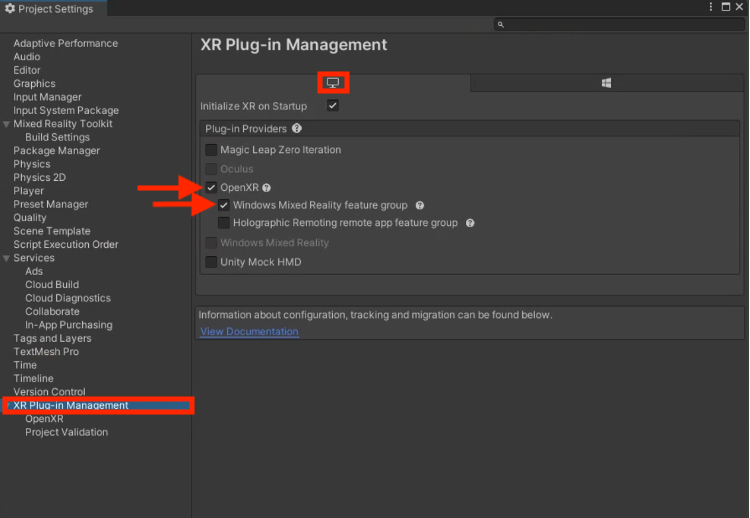 Project Settings
Adaptive Performance
Audio
Editor
Graphics
Input Manager
Input System Package
Mixed Reality Toolkit
Build Settings
Package Manager
Physics
Physics 2D
Player
Preset Manager
Quality
Scene Template
Script Execution Order
Services
Ads
Cloud Build
Cloud Diagnostics
Collaborate
In-App Purchasing
Tags and Layers
TextMesh Pro
Time
Timeline
Version Control
XR Plug-in Management
OpenXR
Project Validation
XR Plug-in Management
Initialize XR on Startup
Plug-in Providers
Magic Leap Zero Iteration
Oculus
OpenXR
Windows Mixed Reality feature group
Holographic Remoting remote app feature group
Windows Mixed Reality
Unity Mock HMD
Information about configuration, tracking and migration can be found below.
View Documentation